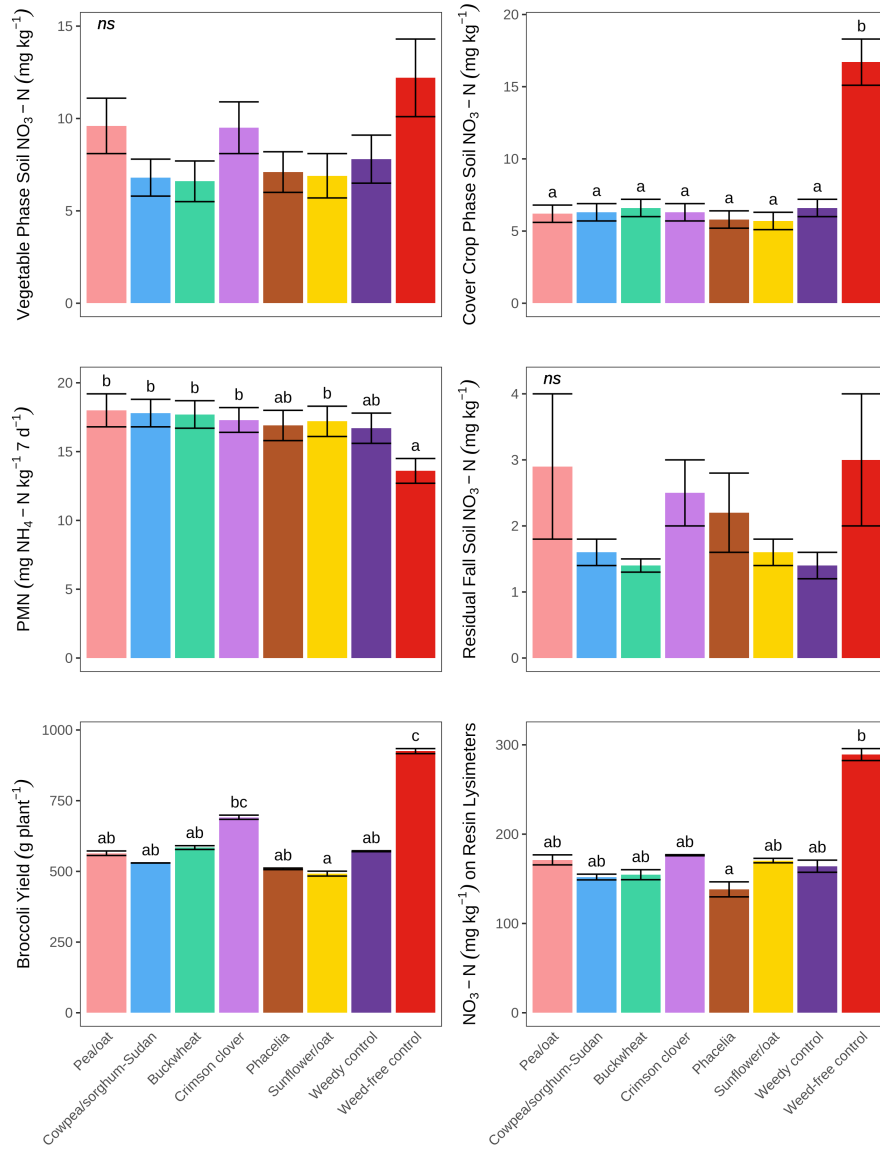 Vegetable Phase Soil NO₃ – N (mg kg⁻¹)
ns
15
10
5
0
Cover Crop Phase Soil NO₃ – N (mg kg⁻¹)
20
15
10
5
0
a a a a a a a b
PMN (mg NH₄ – N kg⁻¹ 7 d⁻¹)
20
15
10
5
0
b b b b ab b ab a
Residual Fall Soil NO₃ – N (mg kg⁻¹)
ns
4
3
2
1
0
Broccoli Yield (g plant⁻¹)
1000
750
500
250
0
ab ab ab bc ab a ab c
Pea/oat
Cowpea/sorghum-Sudan
Buckwheat
Crimson clover
Phacelia
Sunflower/oat
Weedy control
Weed-free control
NO₃ – N (mg kg⁻¹) on Resin Lysimeters
300
200
100
0
ab ab ab ab a ab ab b
Pea/oat
Cowpea/sorghum-Sudan
Buckwheat
Crimson clover
Phacelia
Sunflower/oat
Weedy control
Weed-free control